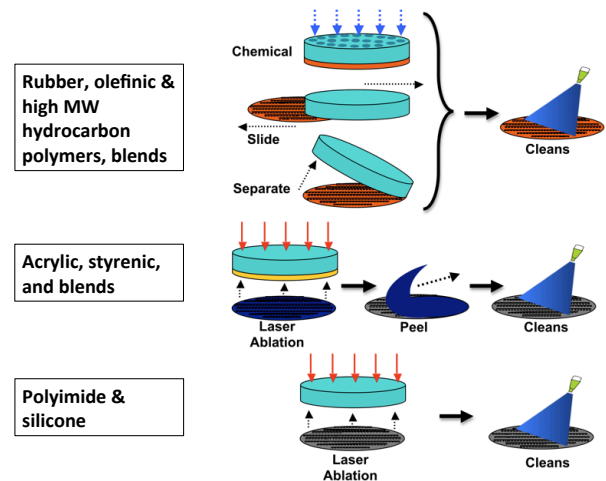 Chemical
Rubber, olefinic &
high MW
hydrocarbon
polymers, blends
Slide
Separate
Cleans
Acrylic, styrenic,
and blends
Laser
Ablation
Peel
Cleans
Polyimide &
silicone
Laser
Ablation
Cleans